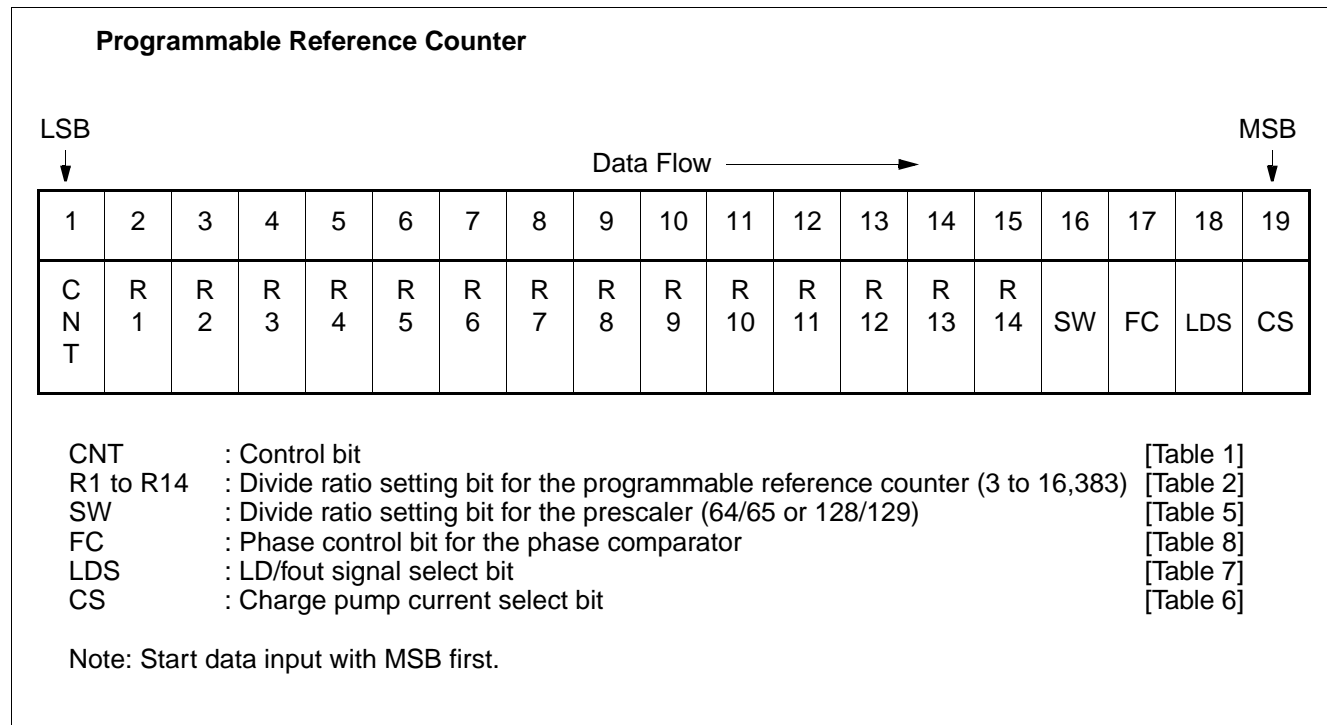 Programmable Reference Counter
LSB MSB
Data Flow
1 2 3 4 5 6 7 8 9 10 11 12 13 14 15 16 17 18 19
C N T R 1 R 2 R 3 R 4 R 5 R 6 R 7 R 8 R 9 R 10 R 11 R 12 R 13 R 14 SW FC LDS CS
CNT : Control bit [Table 1]
R1 to R14 : Divide ratio setting bit for the programmable reference counter (3 to 16,383) [Table 2]
SW : Divide ratio setting bit for the prescaler (64/65 or 128/129) [Table 5]
FC : Phase control bit for the phase comparator [Table 8]
LDS : LD/fout signal select bit [Table 7]
CS : Charge pump current select bit [Table 6]
Note: Start data input with MSB first.